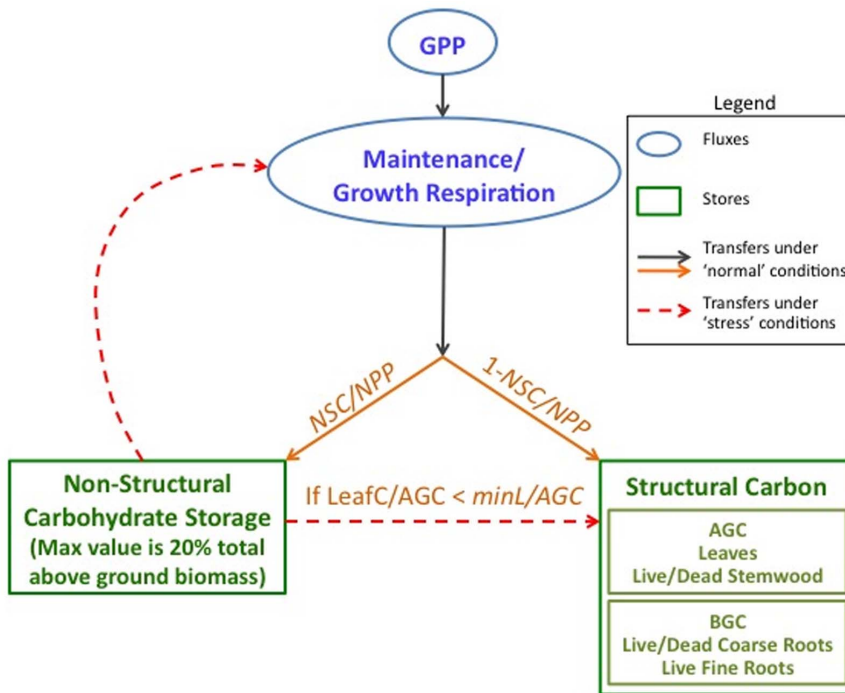 GPP
Maintenance/
Growth Respiration
Legend
Fluxes
Stores
Transfers under
‘normal’ conditions
Transfers under
‘stress’ conditions
NSC/NPP
1-NSC/NPP
Non-Structural
Carbohydrate Storage
(Max value is 20% total
above ground biomass)
If LeafC/AGC < minL/AGC
Structural Carbon
AGC
Leaves
Live/Dead Stemwood
BGC
Live/Dead Coarse Roots
Live Fine Roots